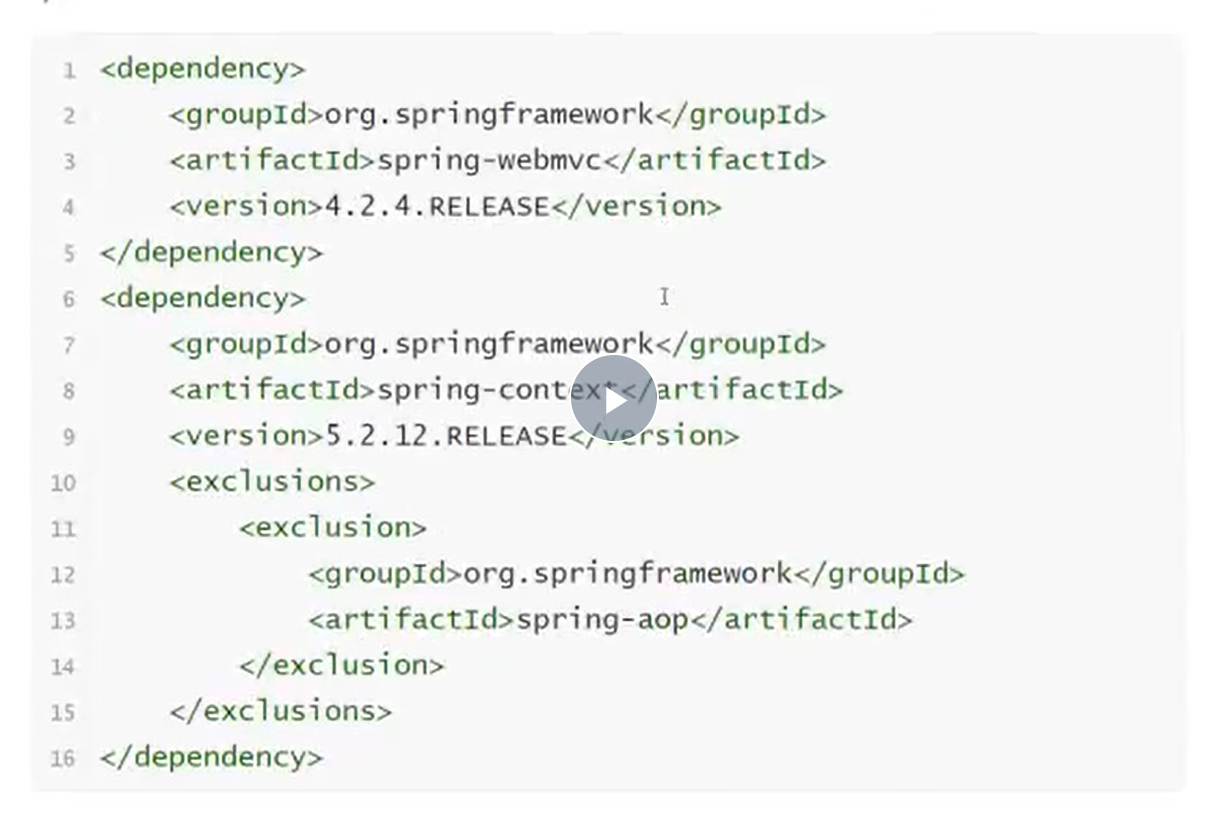 1 <dependency>
2 <groupId>org.springframework</groupId>
3 <artifactId>spring-webmvc</artifactId>
4 <version>4.2.4.RELEASE</version>
5 </dependency>
6 <dependency>
7 <groupId>org.springframework</groupId>
8 <artifactId>spring-context</artifactId>
9 <version>5.2.12.RELEASE</version>
10 <exclusions>
11 <exclusion>
12 <groupId>org.springframework</groupId>
13 <artifactId>spring-aop</artifactId>
14 </exclusion>
15 </exclusions>
16 </dependency>